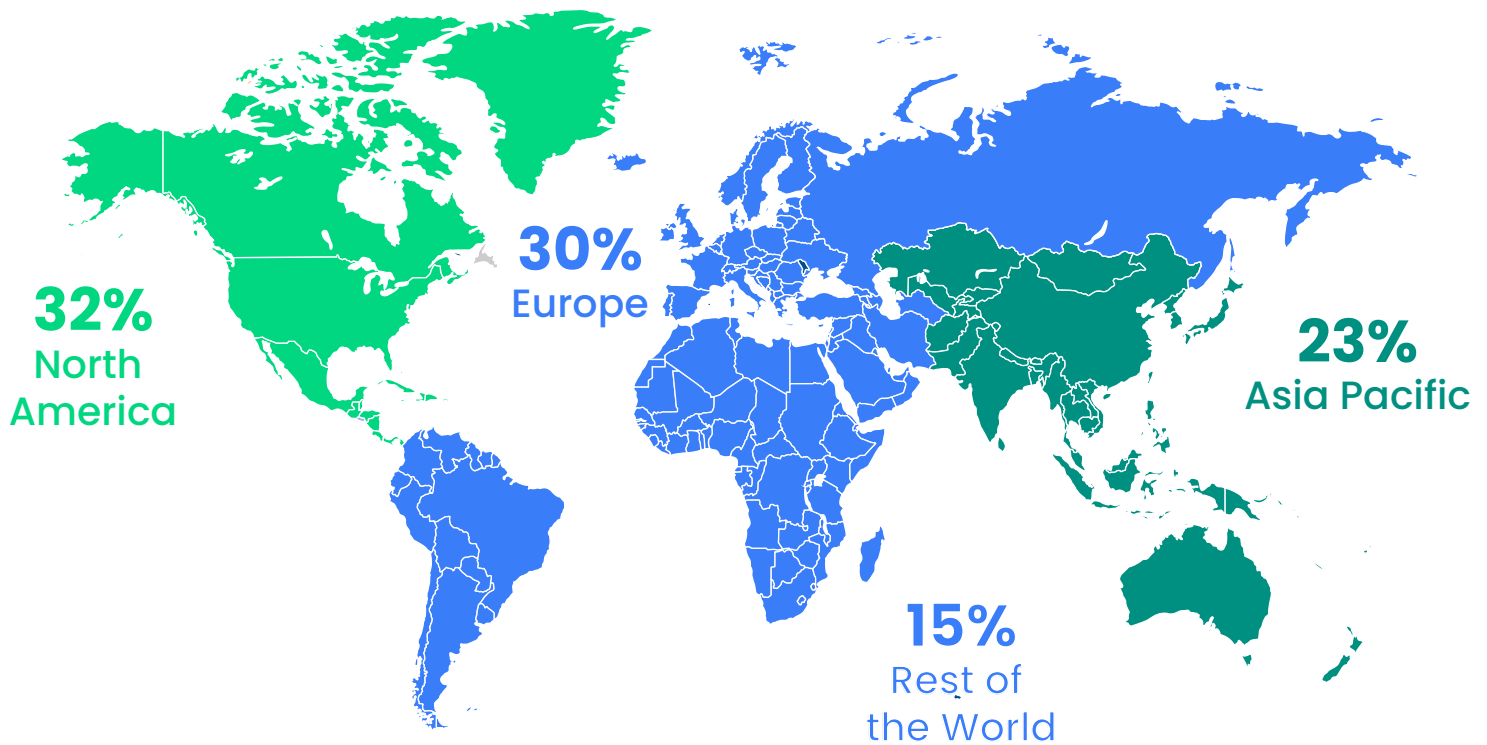 32%
North
America
30%
Europe
23%
Asia Pacific
15%
Rest of
the World